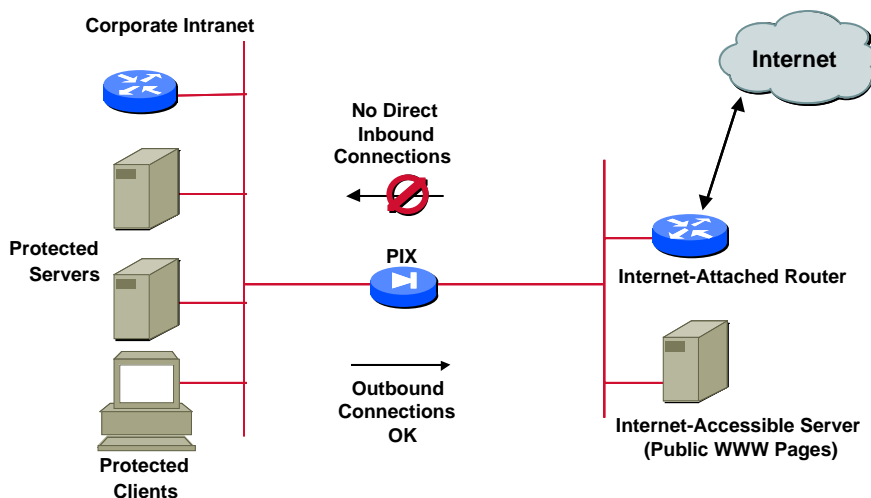 Corporate Intranet
Internet
No Direct
Inbound
Connections
Protected
Servers
PIX
Internet-Attached Router
Outbound
Connections
OK
Internet-Accessible Server
(Public WWW Pages)
Protected
Clients